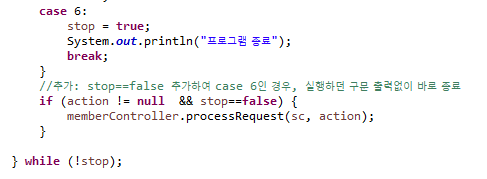 case 6:
stop = true;
System.out.println("프로그램 종료");
break;
}
//추가: stop==false 추가하여 case 6인 경우, 실행하던 구문 출력없이 바로 종료
if (action != null  && stop==false) {
memberController.processRequest(sc, action);
}
} while (!stop);